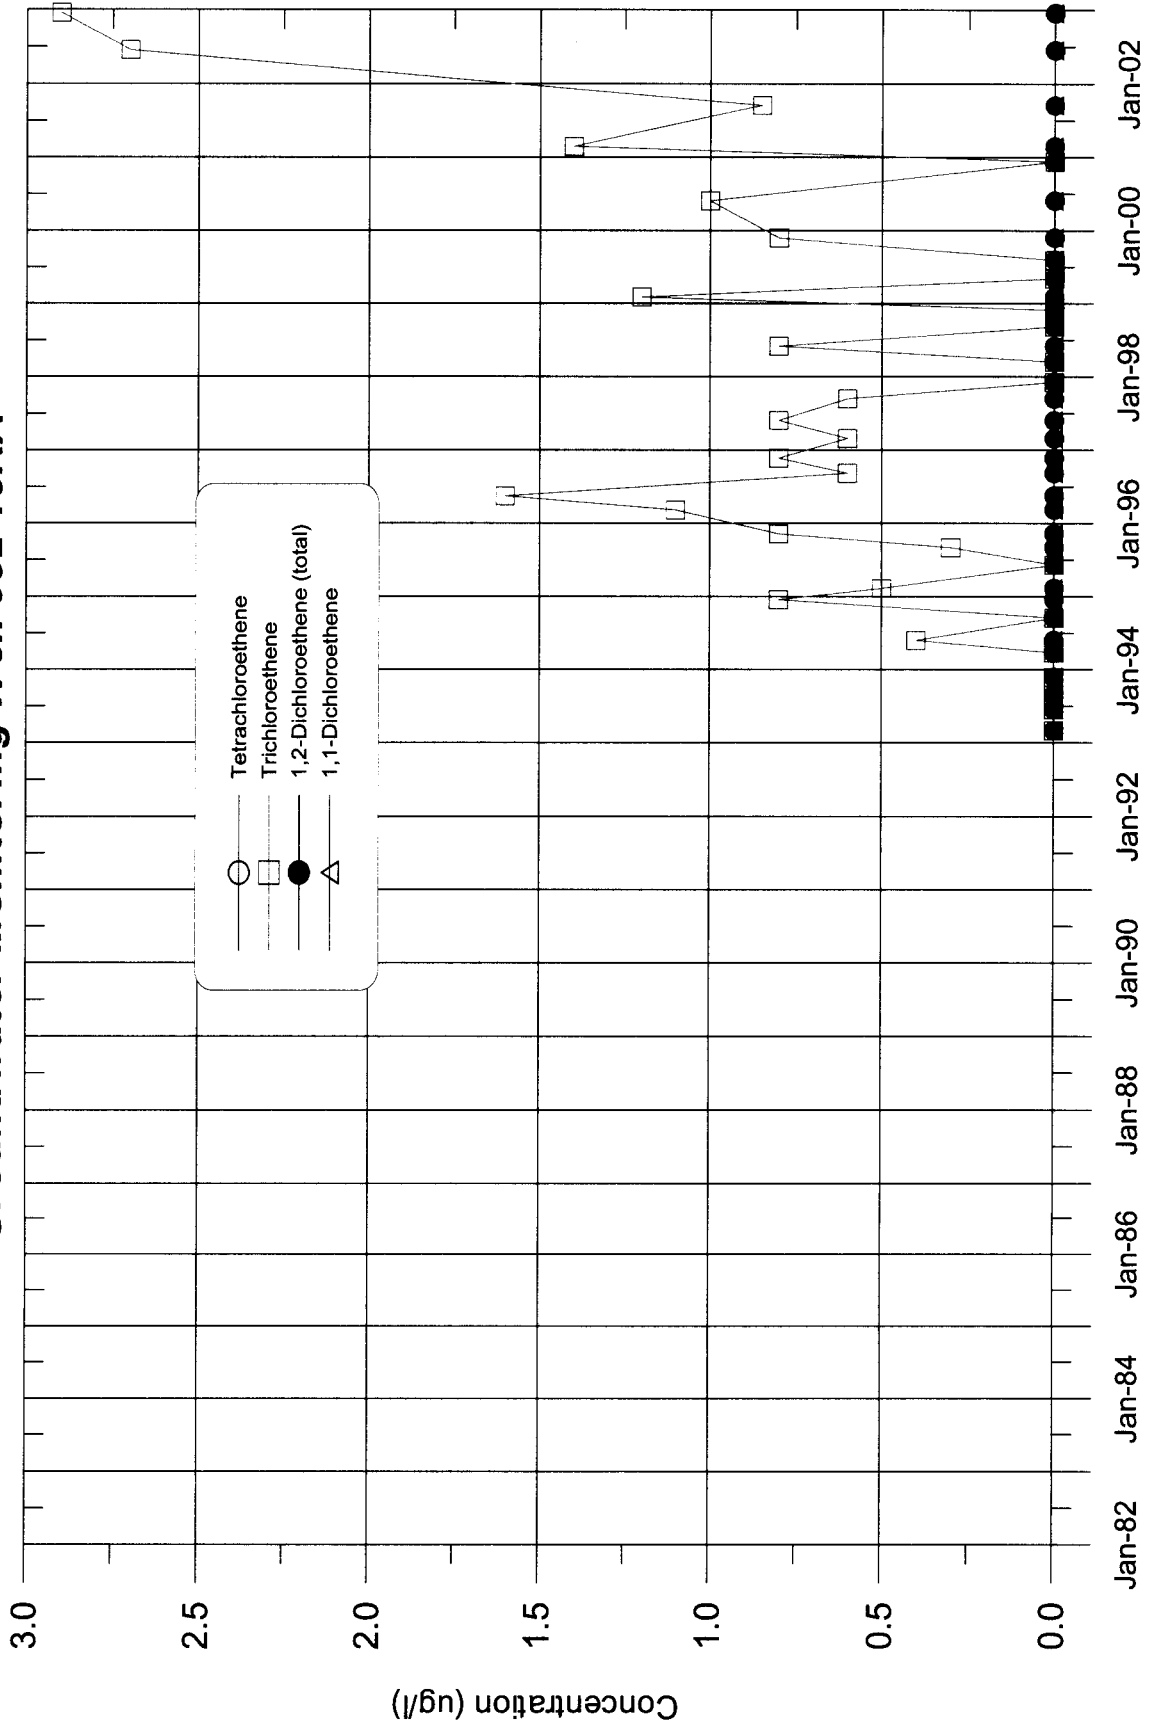 3.0
2.5
2.0
1.5
1.0
0.5
0.0
Concentration (ug/l)
Tetrachloroethene
Trichloroethene
1,2-Dichloroethene (total)
1,1-Dichloroethene
Jan-82
Jan-84
Jan-86
Jan-88
Jan-90
Jan-92
Jan-94
Jan-96
Jan-98
Jan-00
Jan-02